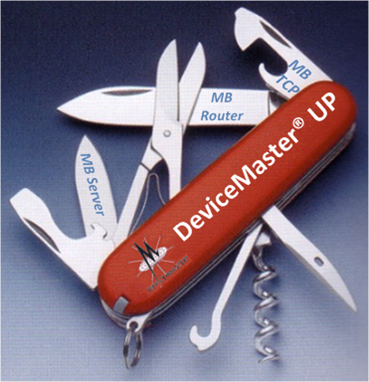 MB
TCP
MB
Router
DeviceMaster® UP
MB Server